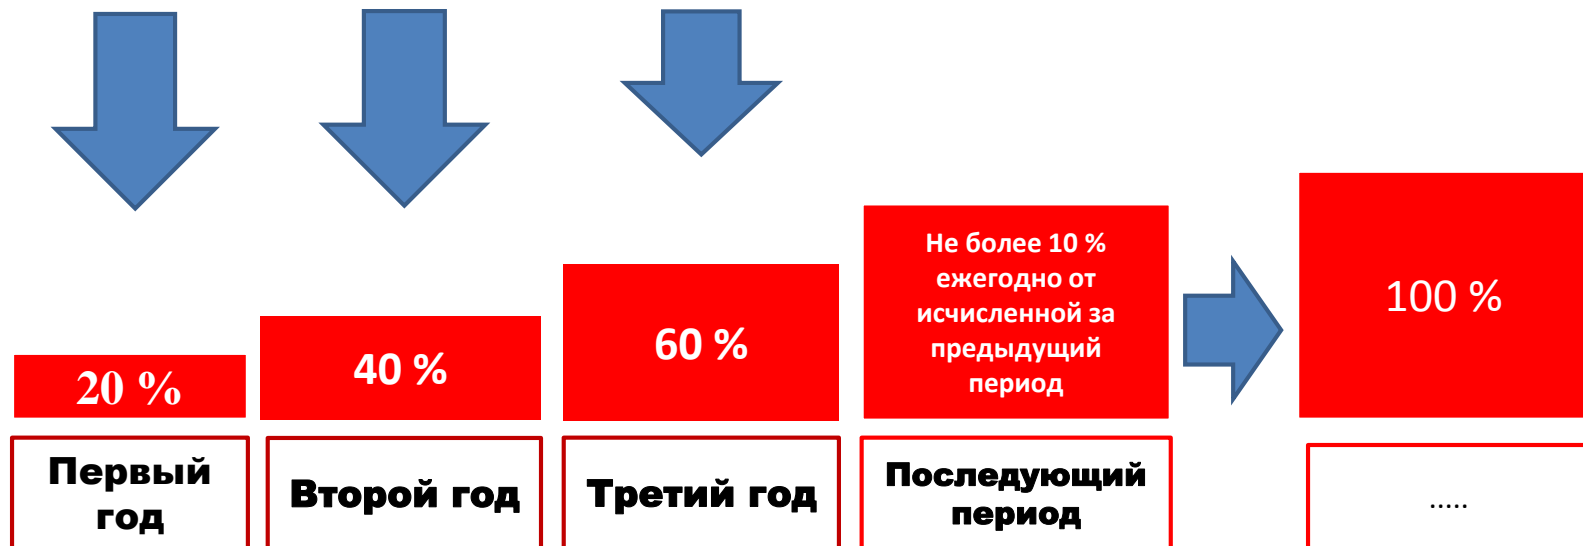 20 %
40 %
60 %
Не более 10 %
ежегодно от
исчисленной за
предыдущий
период
100 %
Первый
год
Второй год
Третий год
Последующий
период
.....